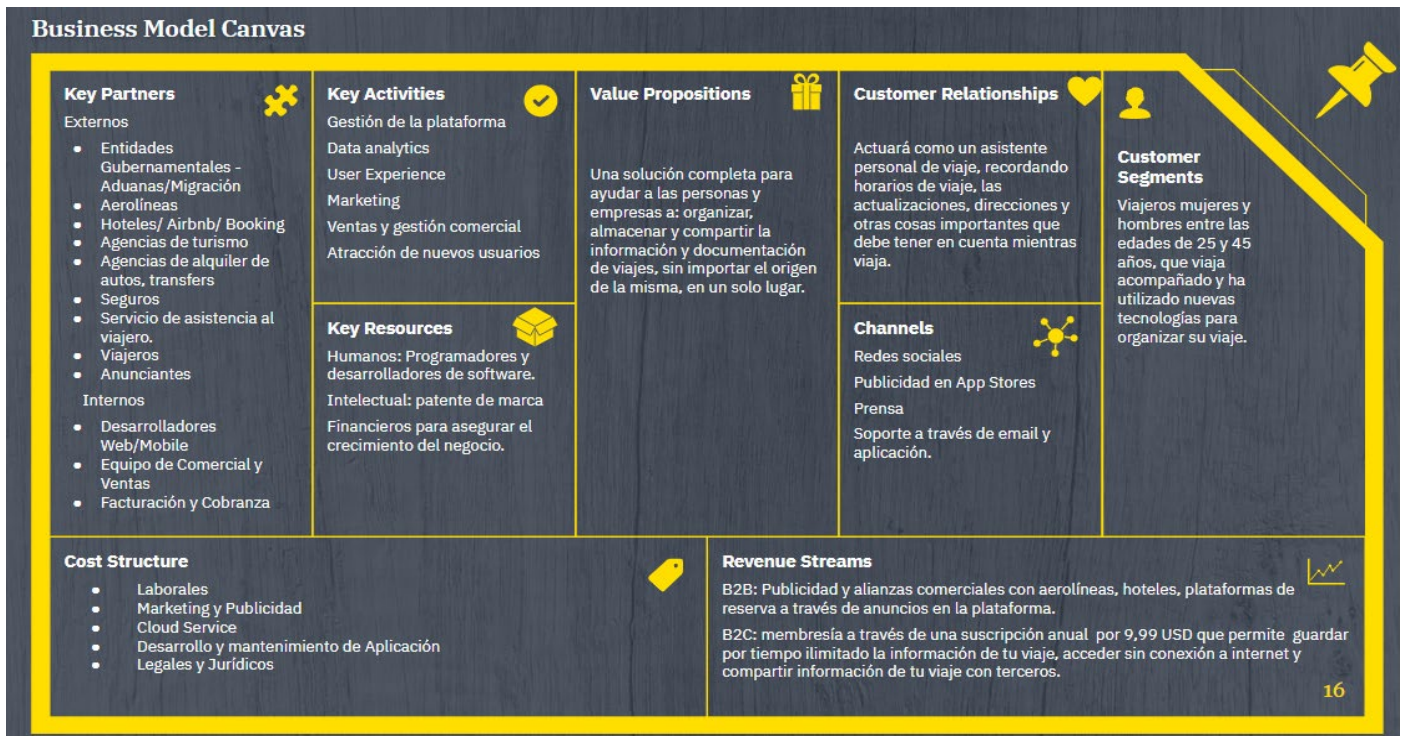 Business Model Canvas
Key Partners
Externos
● Entidades
Gubernamentales -
Aduanas/Migración
● Aerolíneas
● Hoteles/ Airbnb/ Booking
● Agencias de turismo
● Agencias de alquiler de
autos, transfers
● Seguros
● Servicio de asistencia al
viajero.
● Viajeros
● Anunciantes
Internos
● Desarrolladores
Web/Mobile
● Equipo de Comercial y
Ventas
● Facturación y Cobranza
Key Activities
Gestión de la plataforma
Data analytics
User Experience
Marketing
Ventas y gestión comercial
Atracción de nuevos usuarios
Key Resources
Humanos: Programadores y
desarrolladores de software.
Intelectual: patente de marca
Financieros para asegurar el
crecimiento del negocio.
Value Propositions
Una solución completa para
ayudar a las personas y
empresas a: organizar,
almacenar y compartir la
información y documentación
de viajes, sin importar el origen
de la misma, en un solo lugar.
Customer Relationships
Actuará como un asistente
personal de viaje, recordando
horarios de viaje, las
actualizaciones, direcciones y
otras cosas importantes que
debe tener en cuenta mientras
viaja.
Channels
Redes sociales
Publicidad en App Stores
Prensa
Soporte a través de email y
aplicación.
Customer
Segments
Viajeros mujeres y
hombres entre las
edades de 25 y 45
años, que viaja
acompañado y ha
utilizado nuevas
tecnologías para
organizar su viaje.
Cost Structure
● Laborales
● Marketing y Publicidad
● Cloud Service
● Desarrollo y mantenimiento de Aplicación
● Legales y Jurídicos
Revenue Streams
B2B: Publicidad y alianzas comerciales con aerolíneas, hoteles, plataformas de
reserva a través de anuncios en la plataforma.
B2C: membresía a través de una suscripción anual por 9,99 USD que permite guardar
por tiempo ilimitado la información de tu viaje, acceder sin conexión a internet y
compartir información de tu viaje con terceros.
16